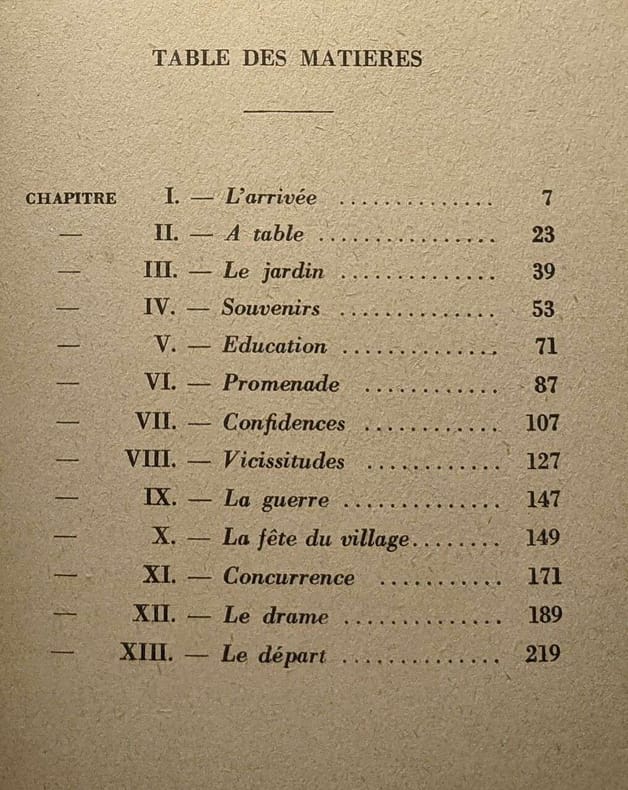 TABLE DES MATIERES
CHAPITRE I. — L'arrivée .............. 7
— II. — A table ................ 23
— III. — Le jardin .............. 39
— IV. — Souvenirs .............. 53
— V. — Education .............. 71
— VI. — Promenade ............ 87
— VII. — Confidences ............ 107
— VIII. — Vicissitudes ............ 127
— IX. — La guerre .............. 147
— X. — La fête du village........ 149
— XI. — Concurrence ........... 171
— XII. — Le drame .............. 189
— XIII. — Le départ .............. 219